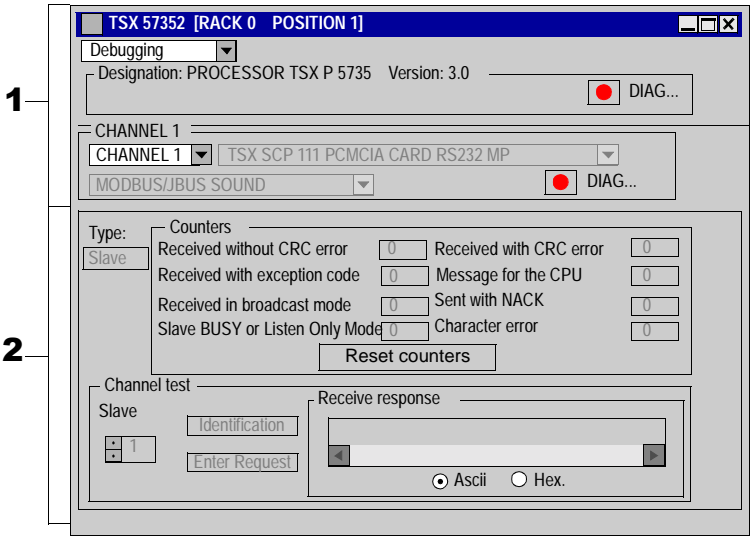 TSX 57352 [RACK 0 POSITION 1]
Debugging
Designation: PROCESSOR TSX P 5735 Version: 3.0
DIAG...
1
CHANNEL 1
CHANNEL 1 TSX SCP 111 PCMCIA CARD RS232 MP
MODBUS/JBUS SOUND
DIAG...
Type:
Slave
Counters
Received without CRC error 0 Received with CRC error 0
Received with exception code 0 Message for the CPU 0
Received in broadcast mode 0 Sent with NACK 0
Slave BUSY or Listen Only Mode 0 Character error 0
Reset counters
2
Channel test
Slave
1
Identification
Enter Request
Receive response
Ascii Hex.